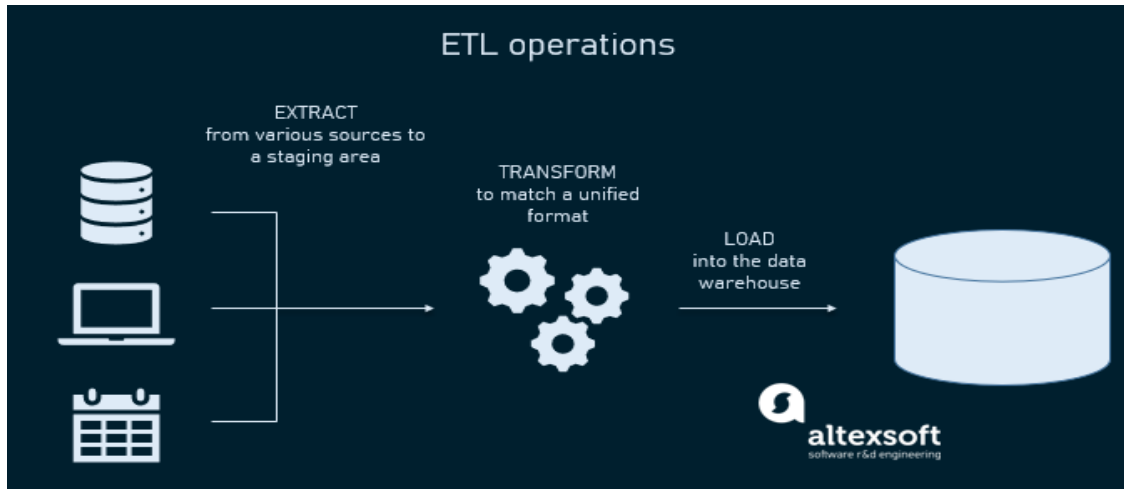 ETL operations
EXTRACT
from various sources to
a staging area
TRANSFORM
to match a unified
format
LOAD
into the data
warehouse
altexsoft
software r&d engineering